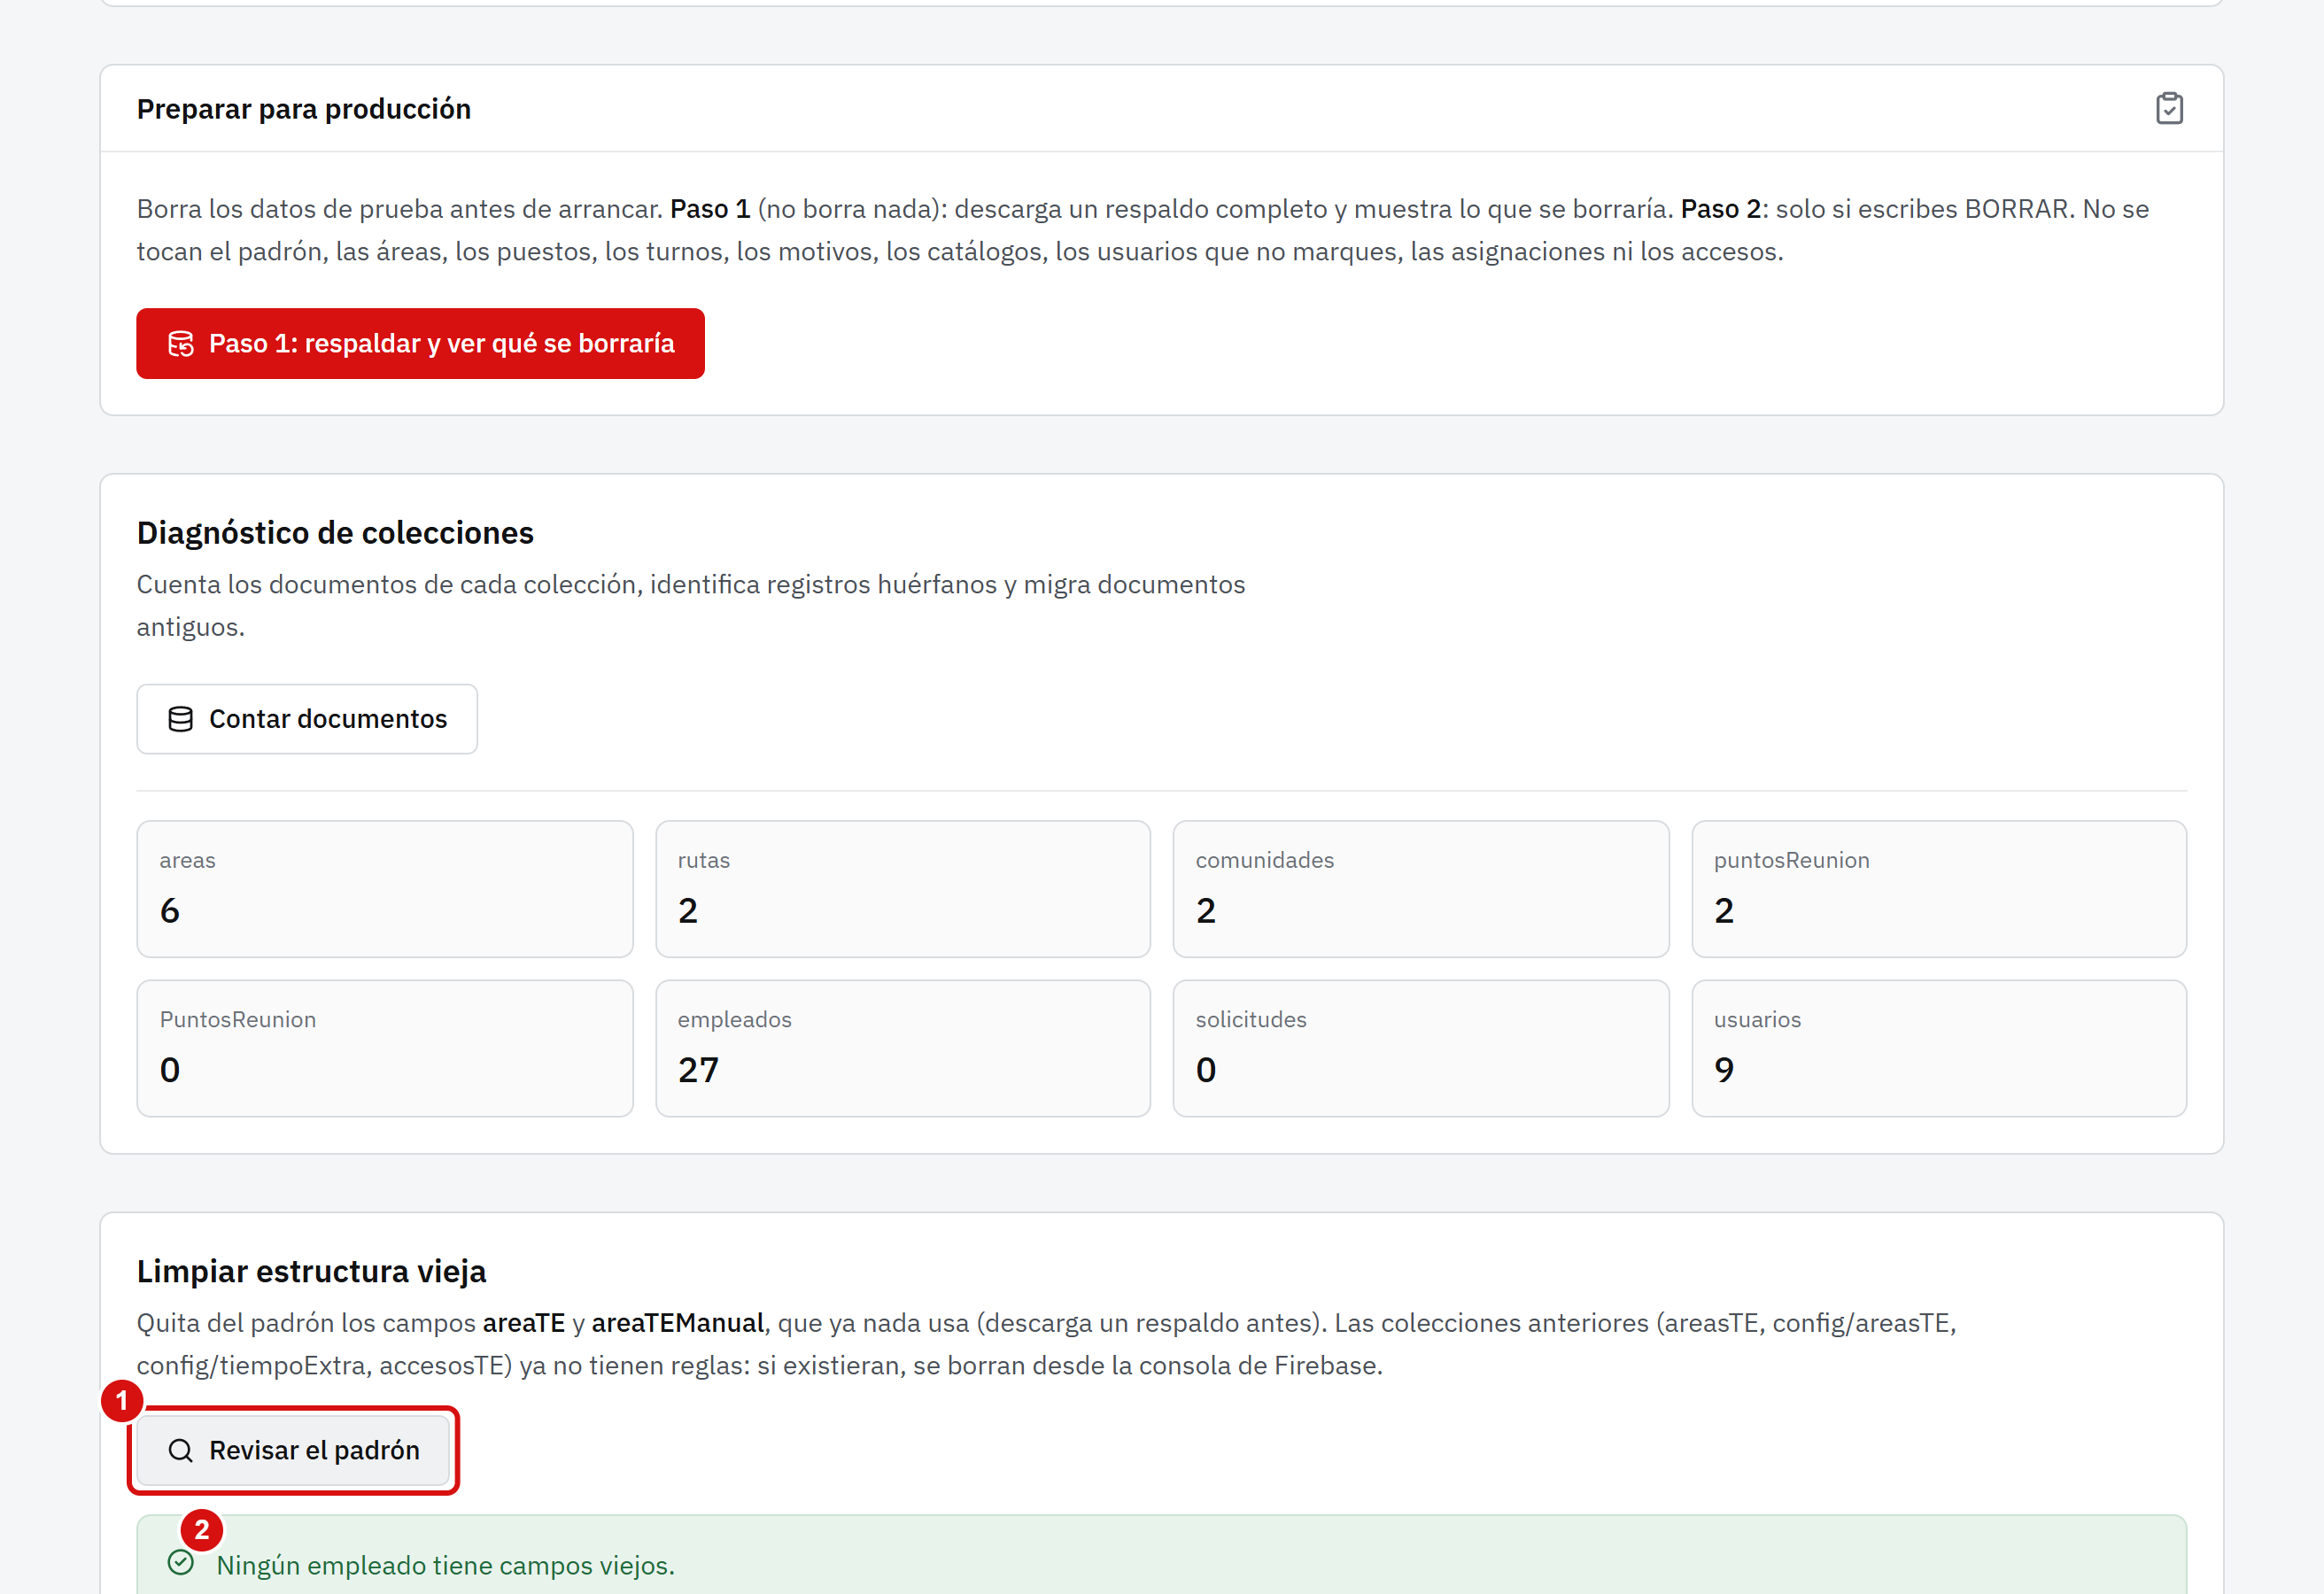 Preparar para producción
Borra los datos de prueba antes de arrancar. Paso 1 (no borra nada): descarga un respaldo completo y muestra lo que se borraría. Paso 2: solo si escribes BORRAR. No se
tocan el padrón, las áreas, los puestos, los turnos, los motivos, los catálogos, los usuarios que no marques, las asignaciones ni los accesos.
Paso 1: respaldar y ver qué se borraría
Diagnóstico de colecciones
Cuenta los documentos de cada colección, identifica registros huérfanos y migra documentos
antiguos.
Contar documentos
areas
6
rutas
2
comunidades
2
puntosReunion
2
PuntosReunion
0
empleados
27
solicitudes
0
usuarios
9
Limpiar estructura vieja
Quita del padrón los campos areaTE y areaTEManual, que ya nada usa (descarga un respaldo antes). Las colecciones anteriores (areasTE, config/areasTE,
config/tiempoExtra, accesosTE) ya no tienen reglas: si existieran, se borran desde la consola de Firebase.
1
Revisar el padrón
2
Ningún empleado tiene campos viejos.